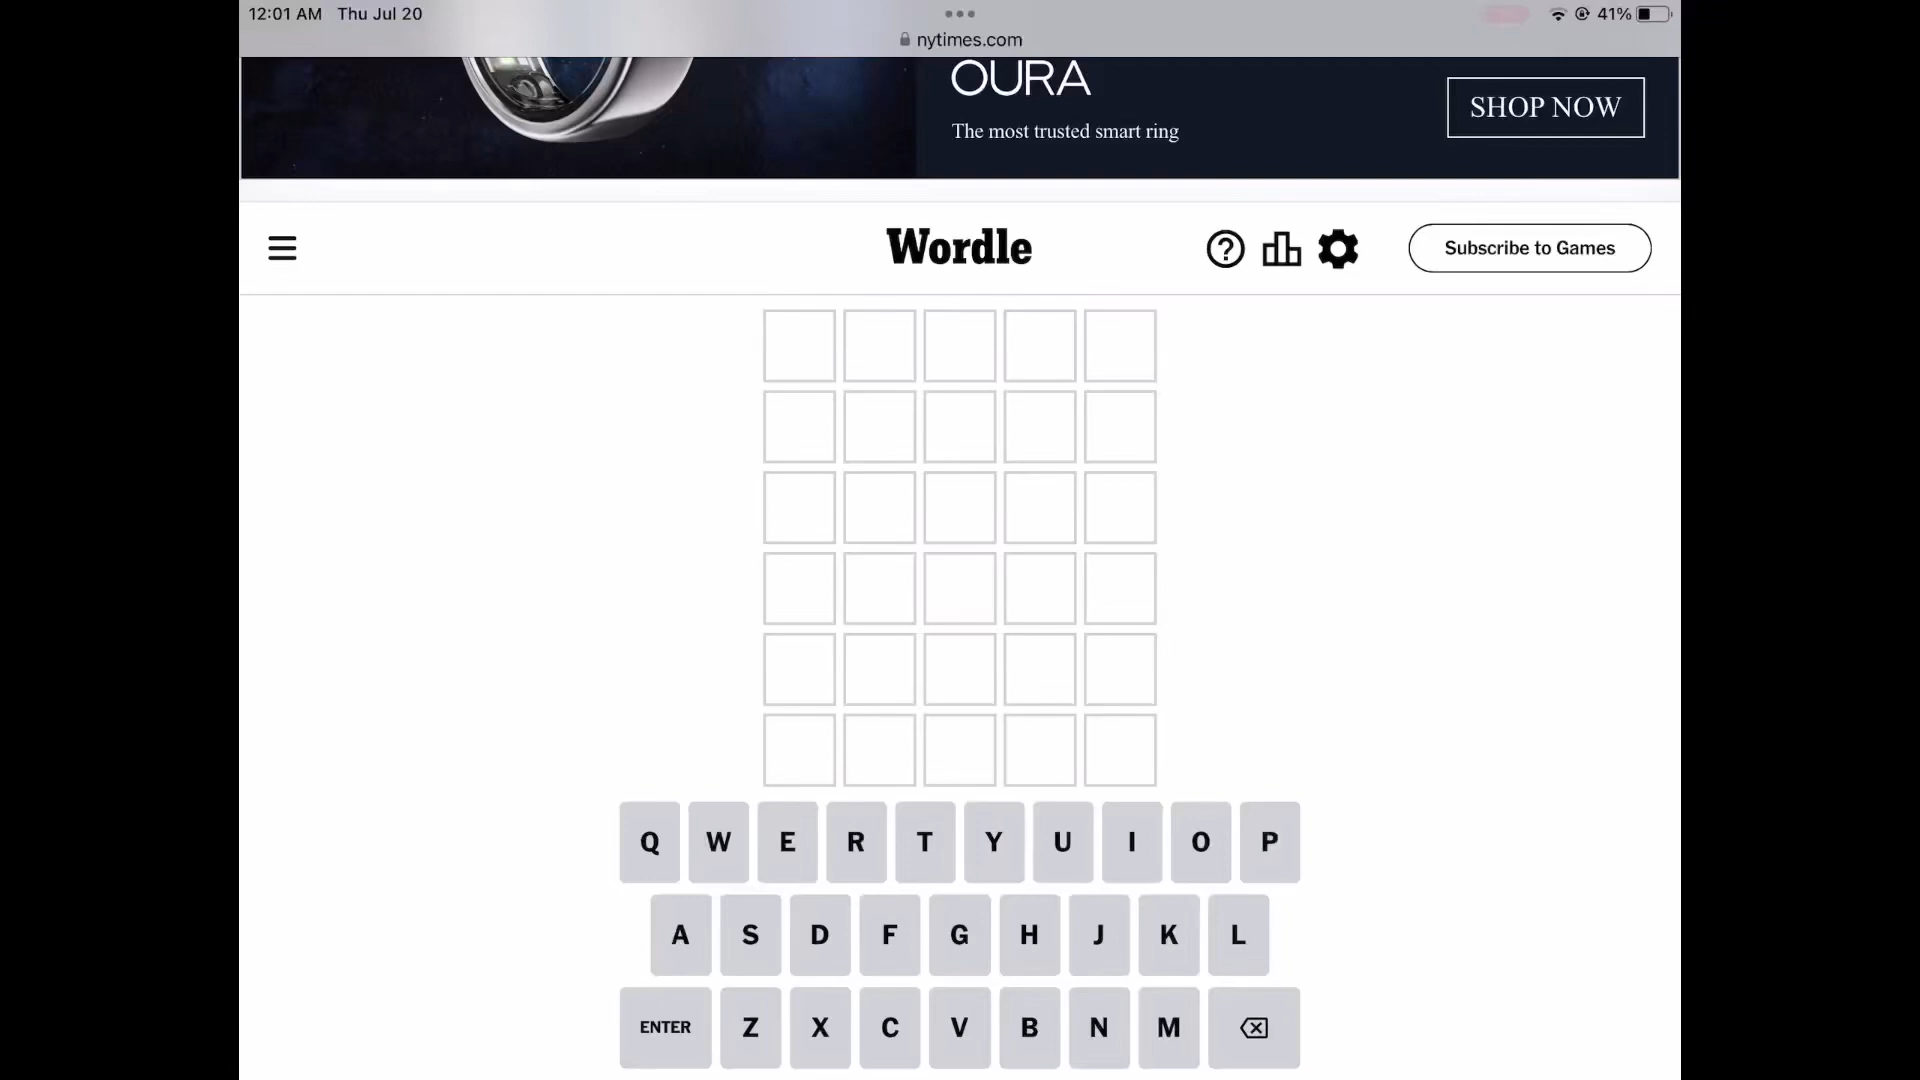 12:01 AM Thu Jul 20
41%
nytimes.com
OURA
The most trusted smart ring
SHOP NOW
Wordle
?
Subscribe to Games
Q W E R T Y U I O P
A S D F G H J K L
ENTER Z X C V B N M